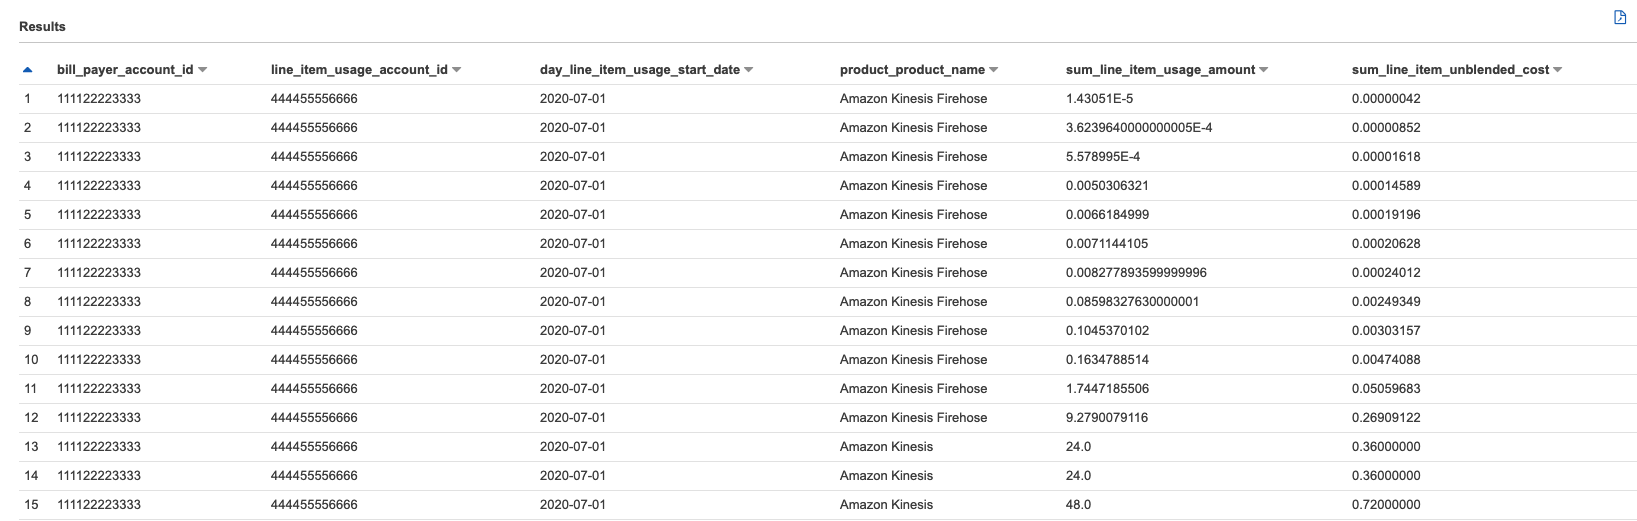 Results
bill_payer_account_id line_item_usage_account_id day_line_item_usage_start_date product_product_name sum_line_item_usage_amount sum_line_item_unblended_cost
1 111122223333 444455556666 2020-07-01 Amazon Kinesis Firehose 1.43051E-5 0.00000042
2 111122223333 444455556666 2020-07-01 Amazon Kinesis Firehose 3.6239640000000005E-4 0.00000852
3 111122223333 444455556666 2020-07-01 Amazon Kinesis Firehose 5.578995E-4 0.00001618
4 111122223333 444455556666 2020-07-01 Amazon Kinesis Firehose 0.0050306321 0.00014589
5 111122223333 444455556666 2020-07-01 Amazon Kinesis Firehose 0.0066184999 0.00019196
6 111122223333 444455556666 2020-07-01 Amazon Kinesis Firehose 0.0071144105 0.00020628
7 111122223333 444455556666 2020-07-01 Amazon Kinesis Firehose 0.008277893599999996 0.00024012
8 111122223333 444455556666 2020-07-01 Amazon Kinesis Firehose 0.08598327630000001 0.00249349
9 111122223333 444455556666 2020-07-01 Amazon Kinesis Firehose 0.1045370102 0.00303157
10 111122223333 444455556666 2020-07-01 Amazon Kinesis Firehose 0.1634788514 0.00474088
11 111122223333 444455556666 2020-07-01 Amazon Kinesis Firehose 1.7447185506 0.05059683
12 111122223333 444455556666 2020-07-01 Amazon Kinesis Firehose 9.2790079116 0.26909122
13 111122223333 444455556666 2020-07-01 Amazon Kinesis 24.0 0.36000000
14 111122223333 444455556666 2020-07-01 Amazon Kinesis 24.0 0.36000000
15 111122223333 444455556666 2020-07-01 Amazon Kinesis 48.0 0.72000000